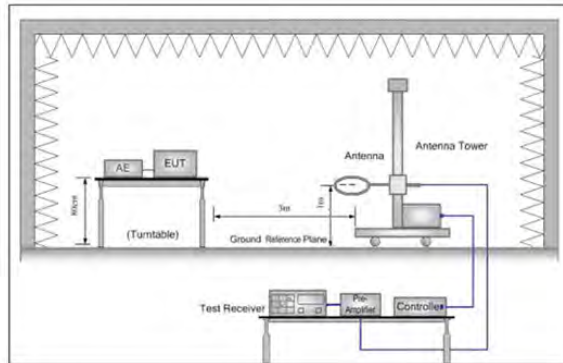 Antenna Tower
Antenna
EUT
AE
80cm
3m
1m
(Turntable)
Ground Reference Plane
Test Receiver
Pre-
Amplifier
Controller